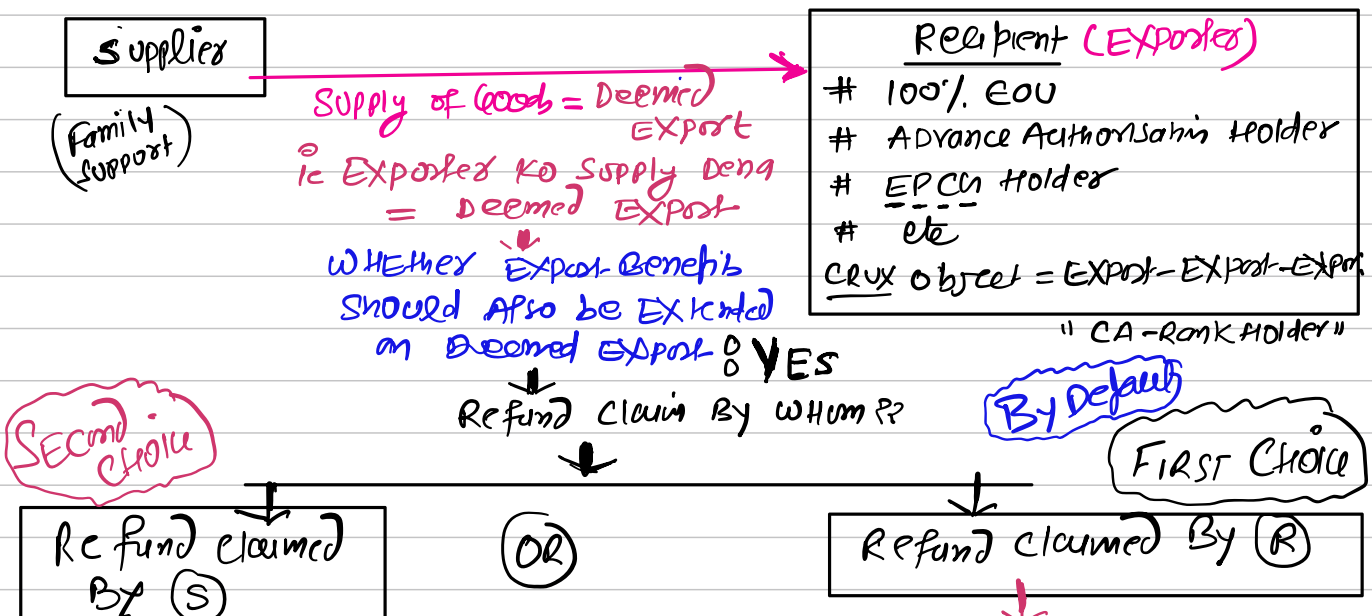 Supplier
(Family
Support)
Supply of Goods = Deemed
Export
ie Exporter ko Supply Dena
= Deemed Export
Whether Export Benefits
Should Also be Extended
on Deemed Export : YES
Refund Claim By Whom ??
Recipient (Exporter)
# 100% EOU
# Advance Authorisation Holder
# EPCG Holder
# etc
CRUX Object = Export-Export-Export
"CA-Rank Holder"
By Default
First Choice
Second
Choice
Refund Claimed
By S
OR
Refund Claimed By R